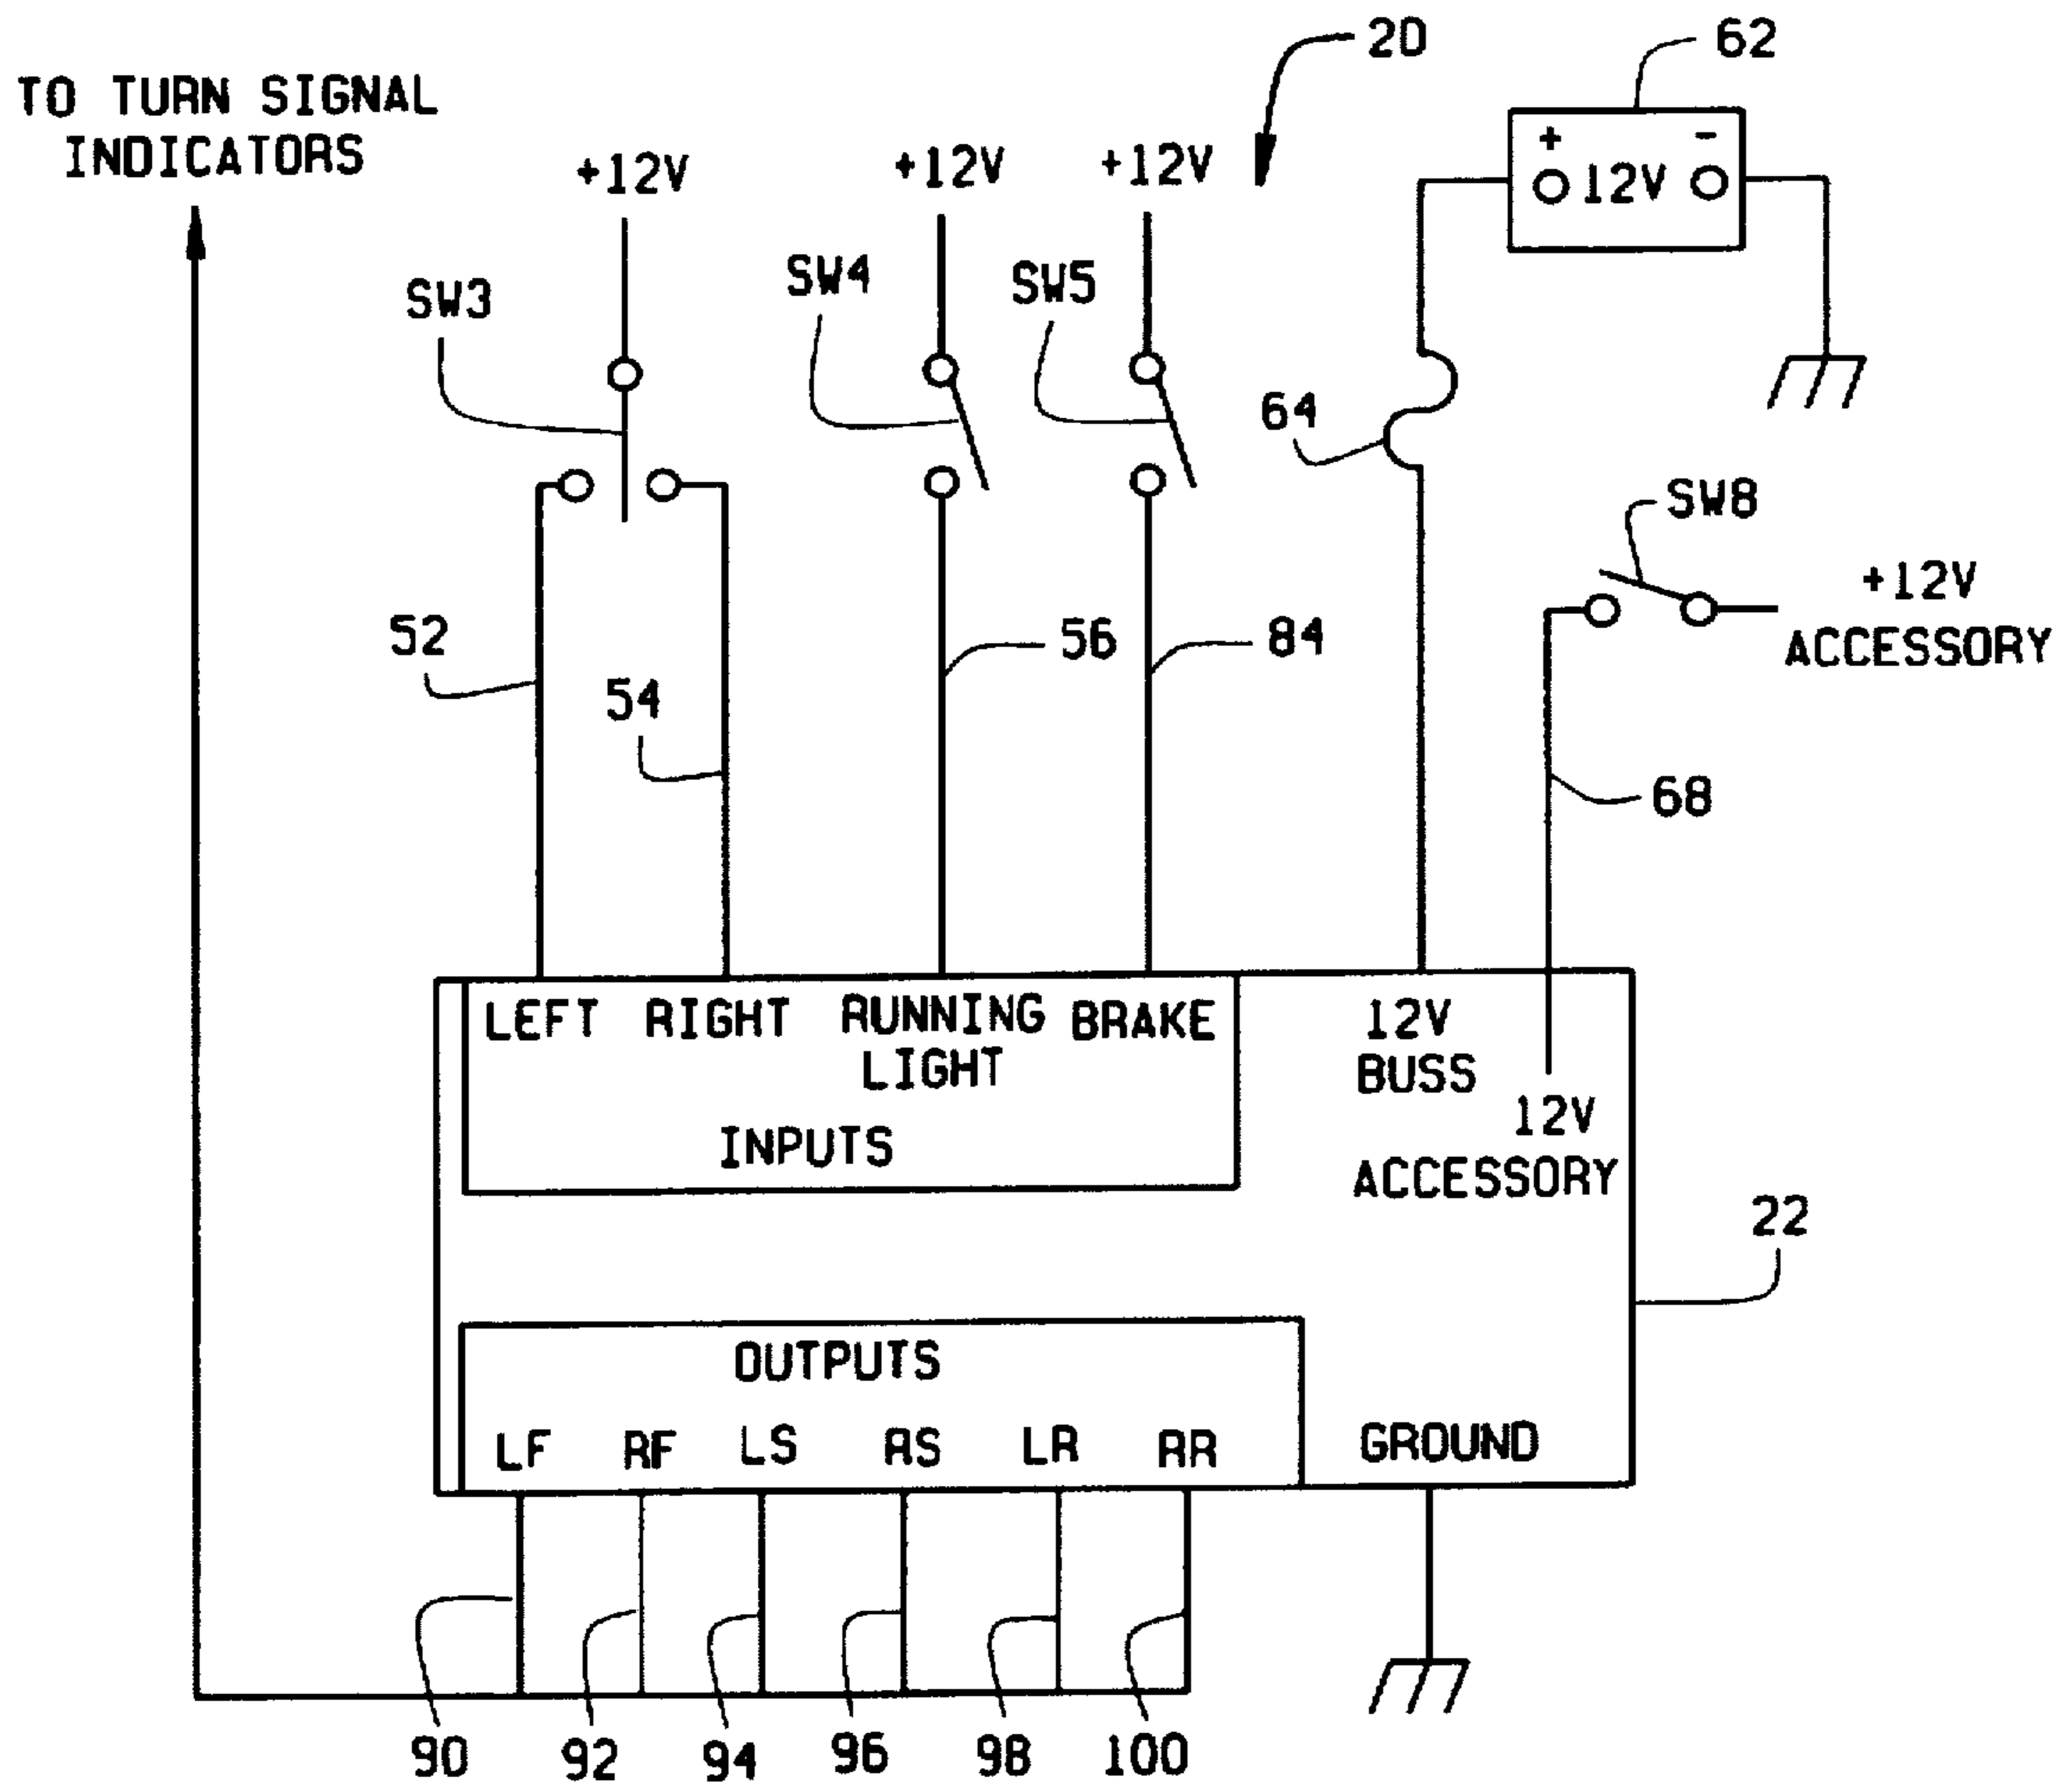 20
62
TO TURN SIGNAL
INDICATORS
+12V
+12V
+12V
+ -
12V
SW3
SW4
SW5
64
SW8
+12V
ACCESSORY
52
54
56
84
68
LEFT RIGHT RUNNING LIGHT BRAKE
INPUTS
12V
BUSS
12V
ACCESSORY
22
OUTPUTS
LF RF LS RS LR RR
GROUND
90 92 94 96 98 100